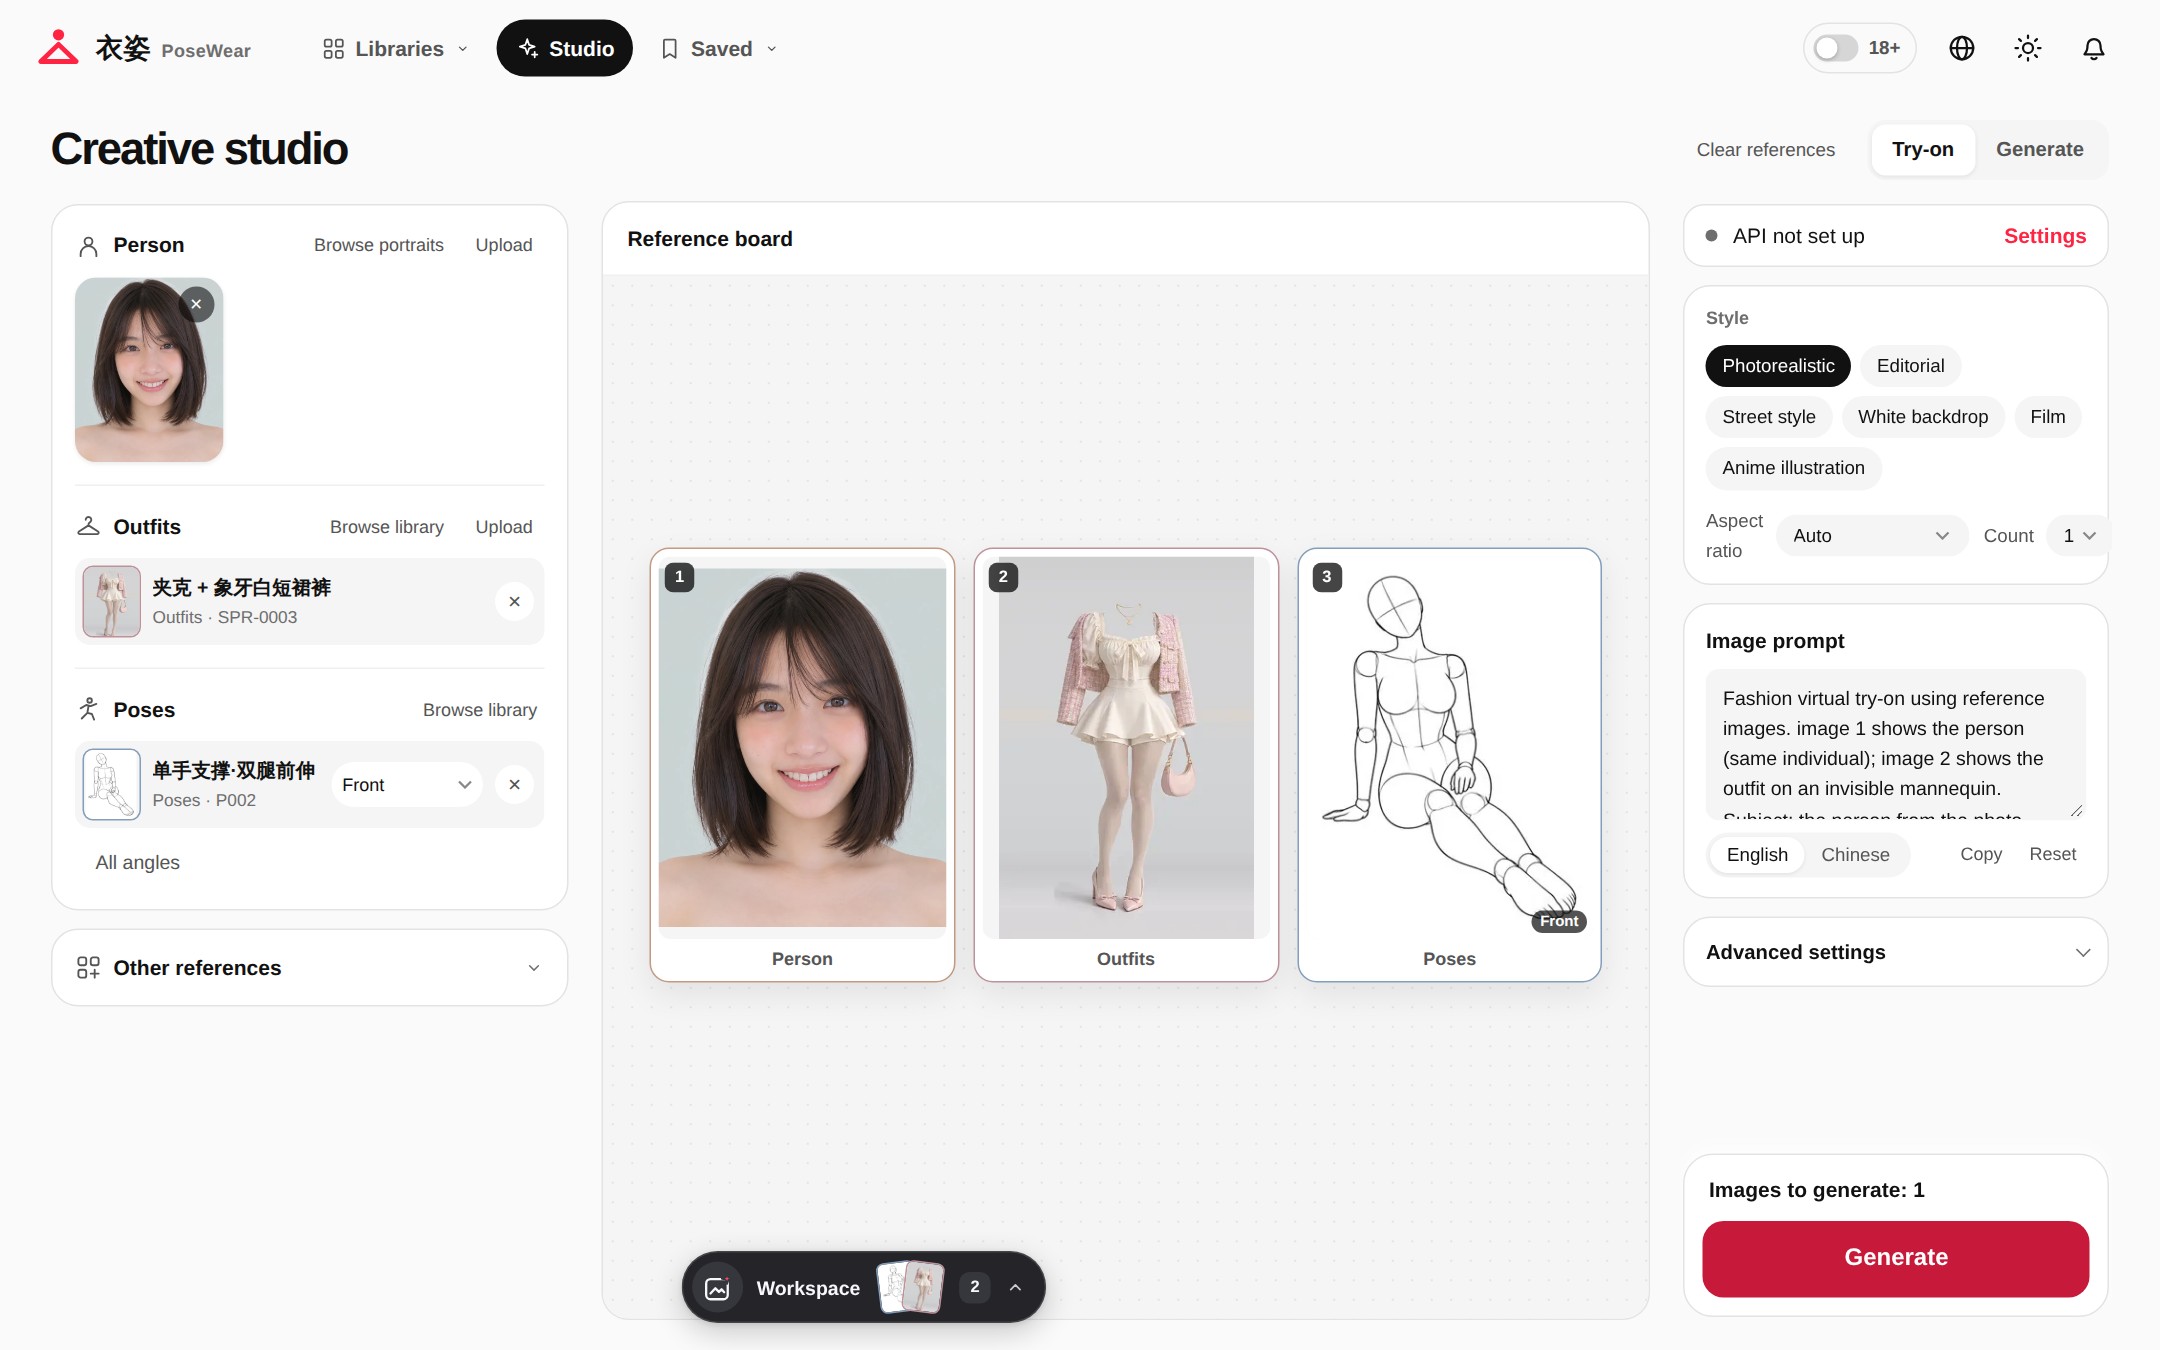 衣姿 PoseWear
Libraries
Studio
Saved
18+
Creative studio
Clear references
Try-on
Generate
Person
Browse portraits
Upload
Outfits
Browse library
Upload
夹克 + 象牙白短裙裤
Outfits · SPR-0003
Poses
Browse library
单手支撑·双腿前伸
Poses · P002
Front
All angles
Other references
Reference board
1
Person
2
Outfits
3
Front
Poses
Workspace
2
API not set up
Settings
Style
Photorealistic
Editorial
Street style
White backdrop
Film
Anime illustration
Aspect
ratio
Auto
Count
1
Image prompt
Fashion virtual try-on using reference
images. image 1 shows the person
(same individual); image 2 shows the
outfit on an invisible mannequin.
Subject: the person from the photo
English
Chinese
Copy
Reset
Advanced settings
Images to generate: 1
Generate